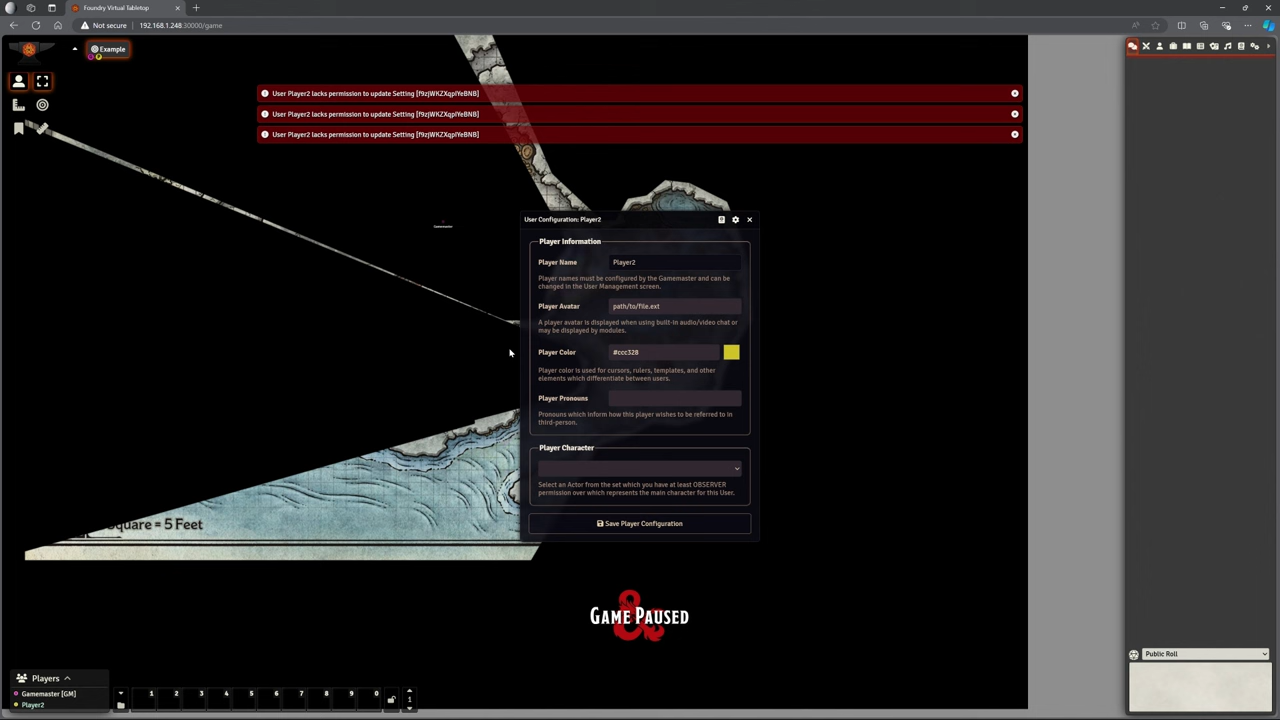 Foundry Virtual Tabletop
Not secure
192.168.1.248:30000/game
Example
User Player2 lacks permission to update Setting [f9zjWKZXqpIYeBNB]
User Player2 lacks permission to update Setting [f9zjWKZXqpIYeBNB]
User Player2 lacks permission to update Setting [f9zjWKZXqpIYeBNB]
Gamemaster
User Configuration: Player2
Player Information
Player Name
Player2
Player names must be configured by the Gamemaster and can be
changed in the User Management screen.
Player Avatar
path/to/file.ext
A player avatar is displayed when using built-in audio/video chat or
may be displayed by modules.
Player Color
#ccc328
Player color is used for cursors, rulers, templates, and other
elements which differentiate between users.
Player Pronouns
Pronouns which inform how this player wishes to be referred to in
third-person.
Player Character
Select an Actor from the set which you have at least OBSERVER
permission over which represents the main character for this User.
Save Player Configuration
= 5 Feet
GAME PAUSED
Players
Gamemaster [GM]
Player2
1 2 3 4 5 6 7 8 9 0
1
Public Roll